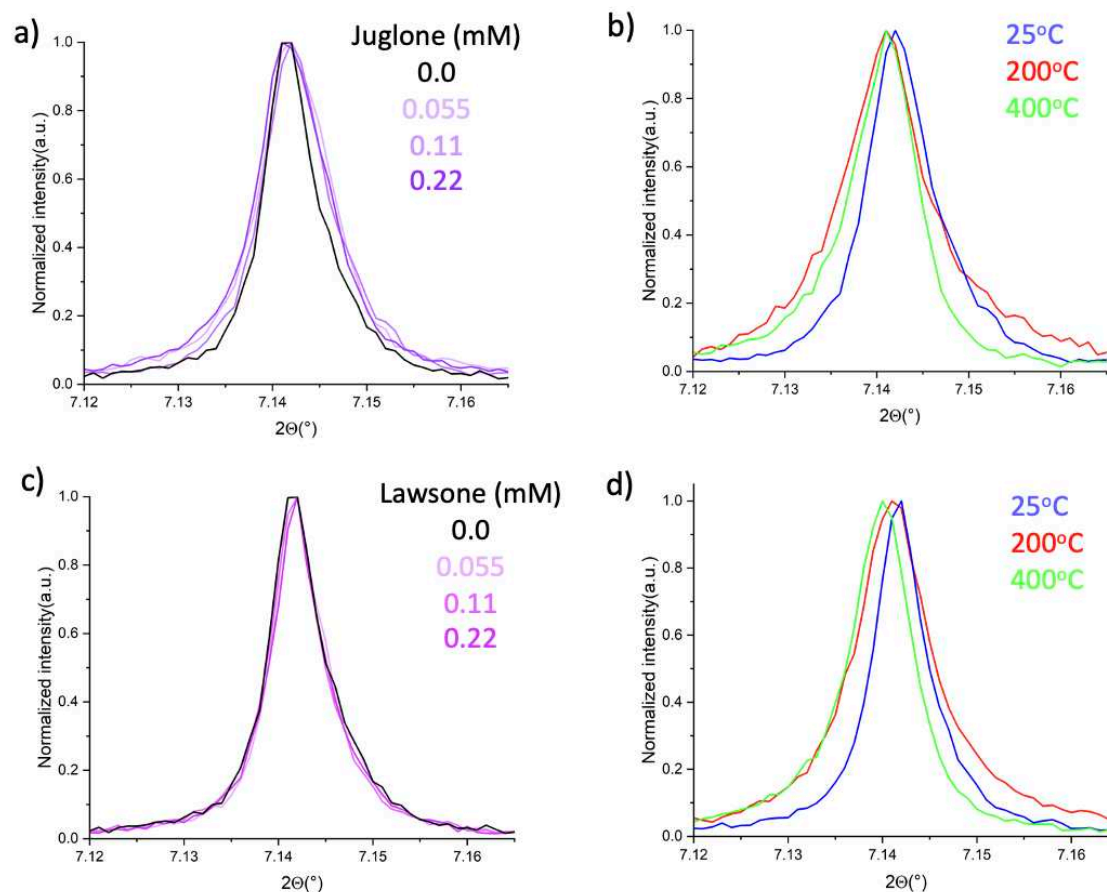 a)
Juglone (mM)
0.0
0.055
0.11
0.22
Normalized intensity(a.u.)
1.0
0.8
0.6
0.4
0.2
0.0
7.12 7.13 7.14 7.15 7.16
2Θ(°)
b)
25°C
200°C
400°C
Normalized intensity(a.u.)
1.0
0.8
0.6
0.4
0.2
0.0
7.12 7.13 7.14 7.15 7.16
2Θ(°)
c)
Lawsone (mM)
0.0
0.055
0.11
0.22
Normalized intensity(a.u.)
1.0
0.8
0.6
0.4
0.2
0.0
7.12 7.13 7.14 7.15 7.16
2Θ(°)
d)
25°C
200°C
400°C
Normalized intensity(a.u.)
1.0
0.8
0.6
0.4
0.2
0.0
7.12 7.13 7.14 7.15 7.16
2Θ(°)